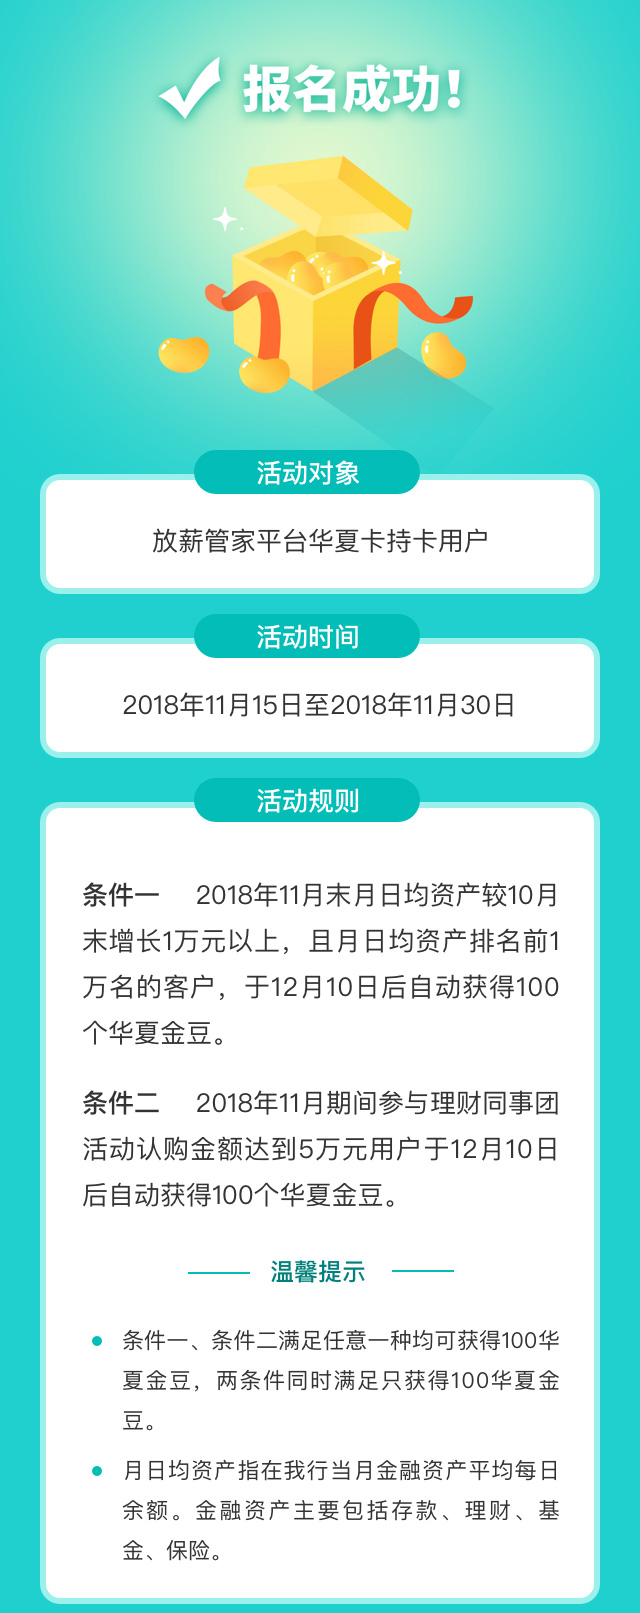 报名成功！
活动对象
放薪管家平台华夏卡持卡用户
活动时间
2018年11月15日至2018年11月30日
活动规则
条件一 2018年11月末月日均资产较10月
末增长1万元以上，且月日均资产排名前1
万名的客户，于12月10日后自动获得100
个华夏金豆。
条件二 2018年11月期间参与理财同事团
活动认购金额达到5万元用户于12月10日
后自动获得100个华夏金豆。
温馨提示
条件一、条件二满足任意一种均可获得100华
夏金豆，两条件同时满足只获得100华夏金
豆。
月日均资产指在我行当月金融资产平均每日
余额。金融资产主要包括存款、理财、基
金、保险。